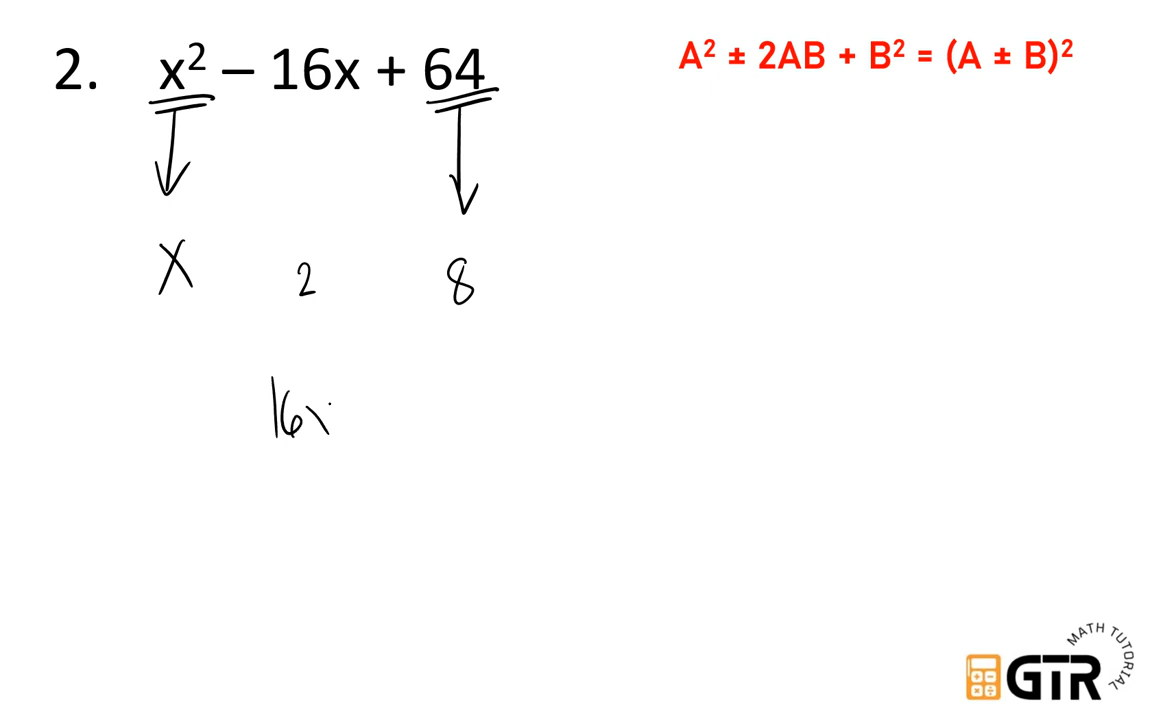 2. x² – 16x + 64
A² ± 2AB + B² = (A ± B)²
x 2 8
16x
MATH TUTORIAL
GTR